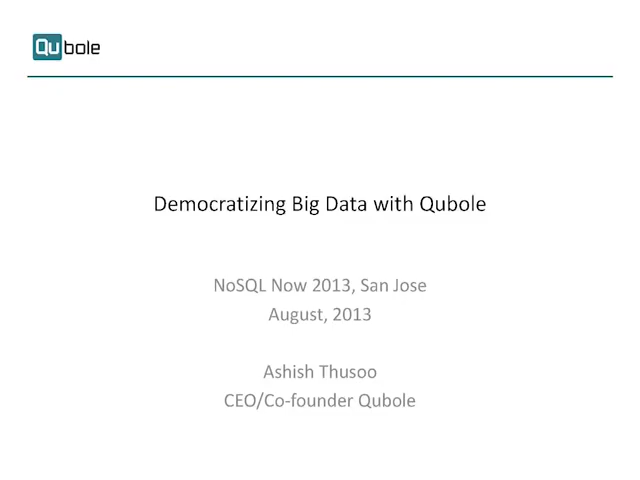 Qubole
Democratizing Big Data with Qubole
NoSQL Now 2013, San Jose
August, 2013
Ashish Thusoo
CEO/Co-founder Qubole